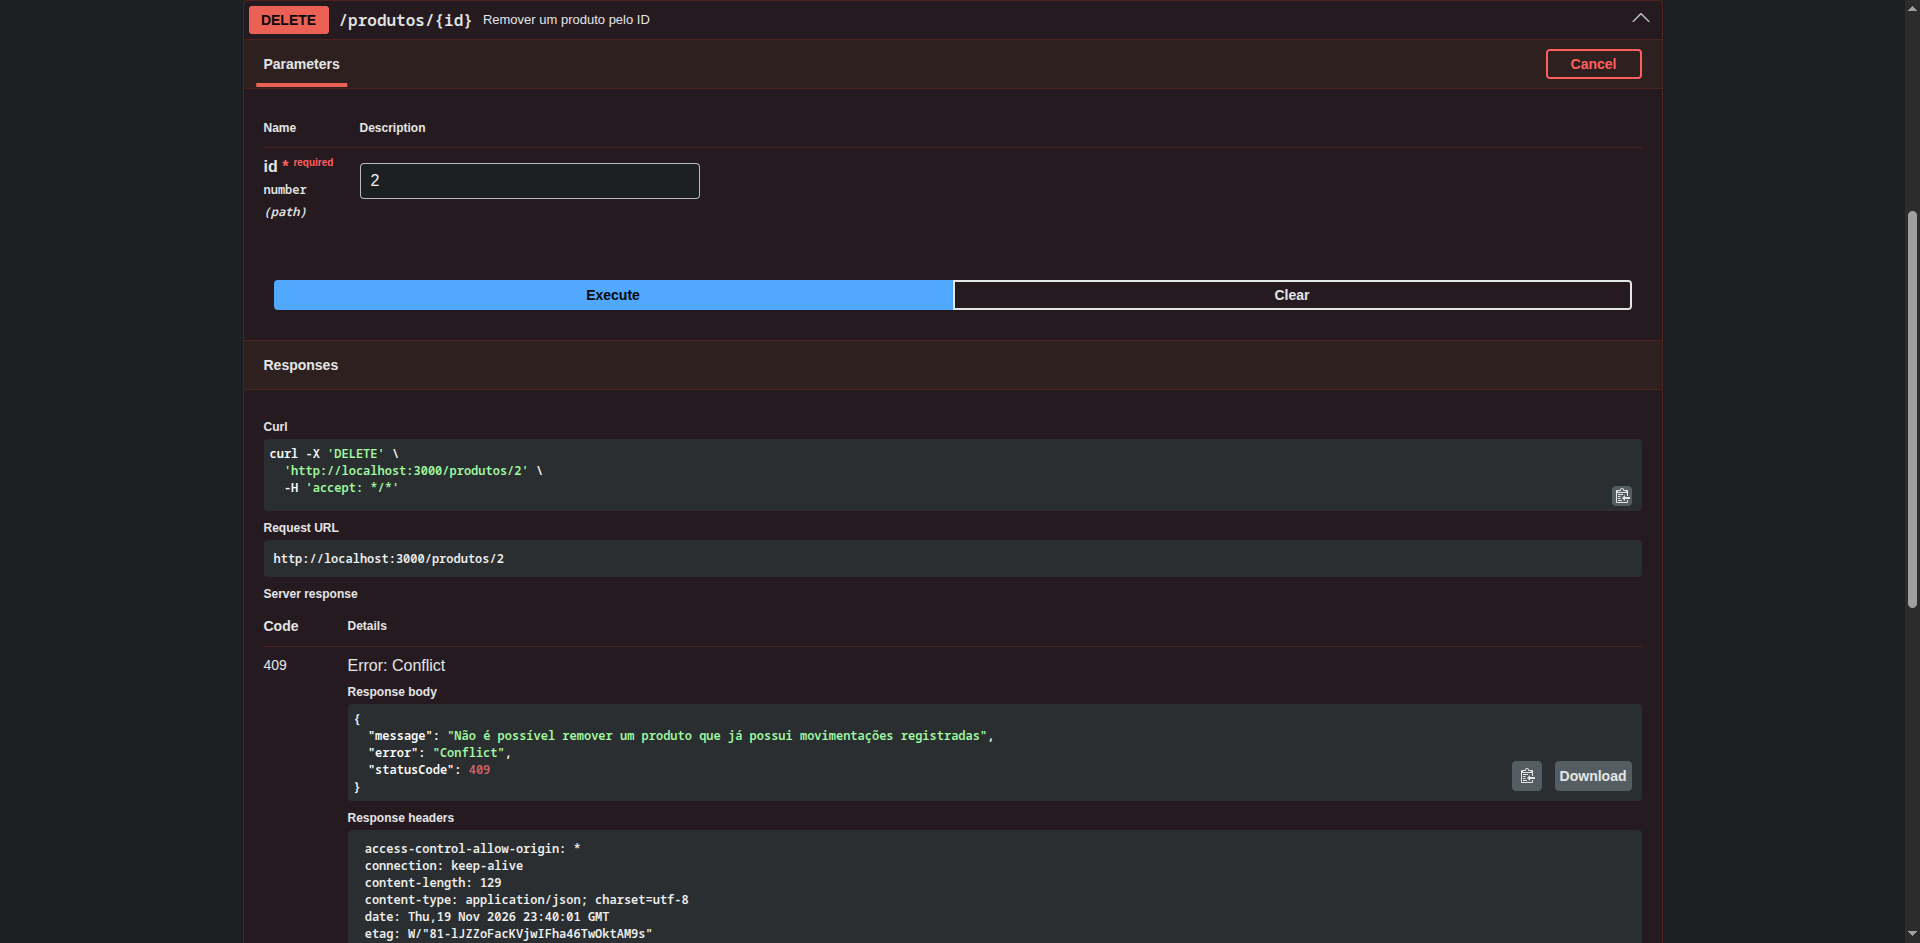 DELETE /produtos/{id} Remover um produto pelo ID
Parameters Cancel
Name Description
id * required
number
(path)
2
Execute Clear
Responses
Curl
curl -X 'DELETE' \
'http://localhost:3000/produtos/2' \
-H 'accept: */*'
Request URL
http://localhost:3000/produtos/2
Server response
Code Details
409 Error: Conflict
Response body
{
"message": "Não é possível remover um produto que já possui movimentações registradas",
"error": "Conflict",
"statusCode": 409
}
Download
Response headers
access-control-allow-origin: *
connection: keep-alive
content-length: 129
content-type: application/json; charset=utf-8
date: Thu,19 Nov 2026 23:40:01 GMT
etag: W/"81-lJZZoFacKVjwIFha46TwOktAM9s"